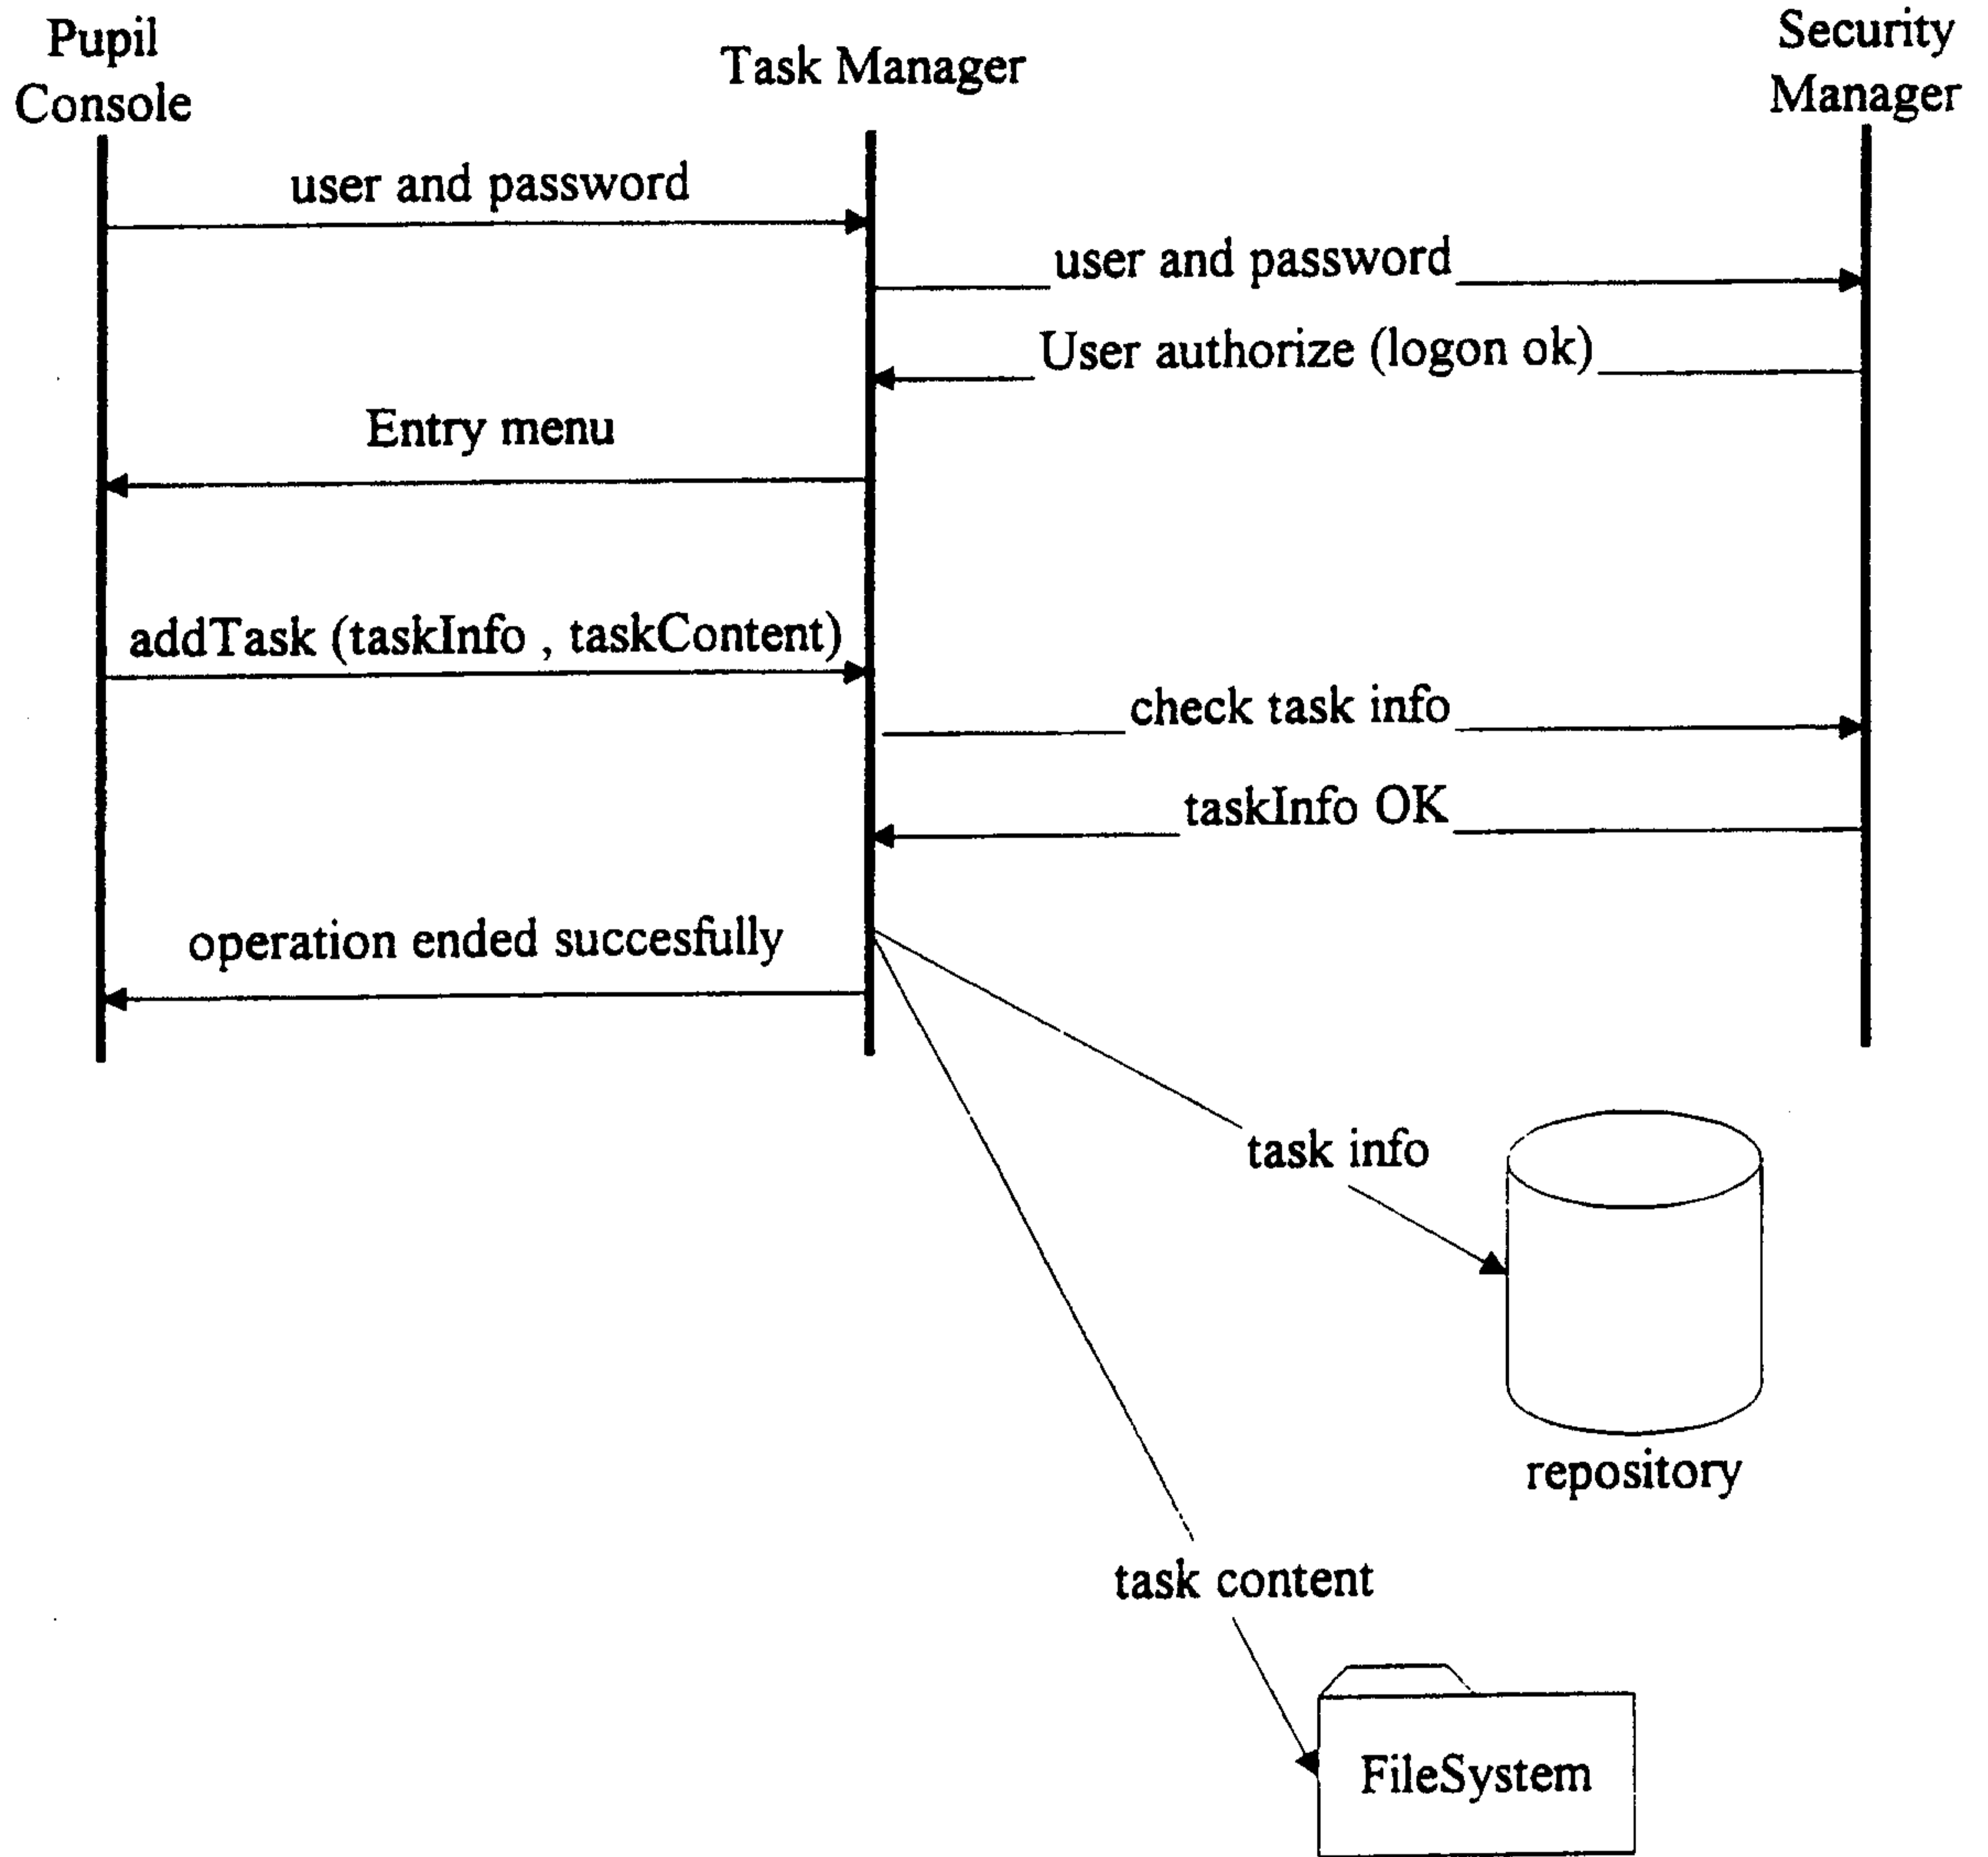 Pupil
Console
Task Manager
Security
Manager
user and password
user and password
User authorize (logon ok)
Entry menu
addTask (taskInfo , taskContent)
check task info
taskInfo OK
operation ended succesfully
task info
repository
task content
FileSystem